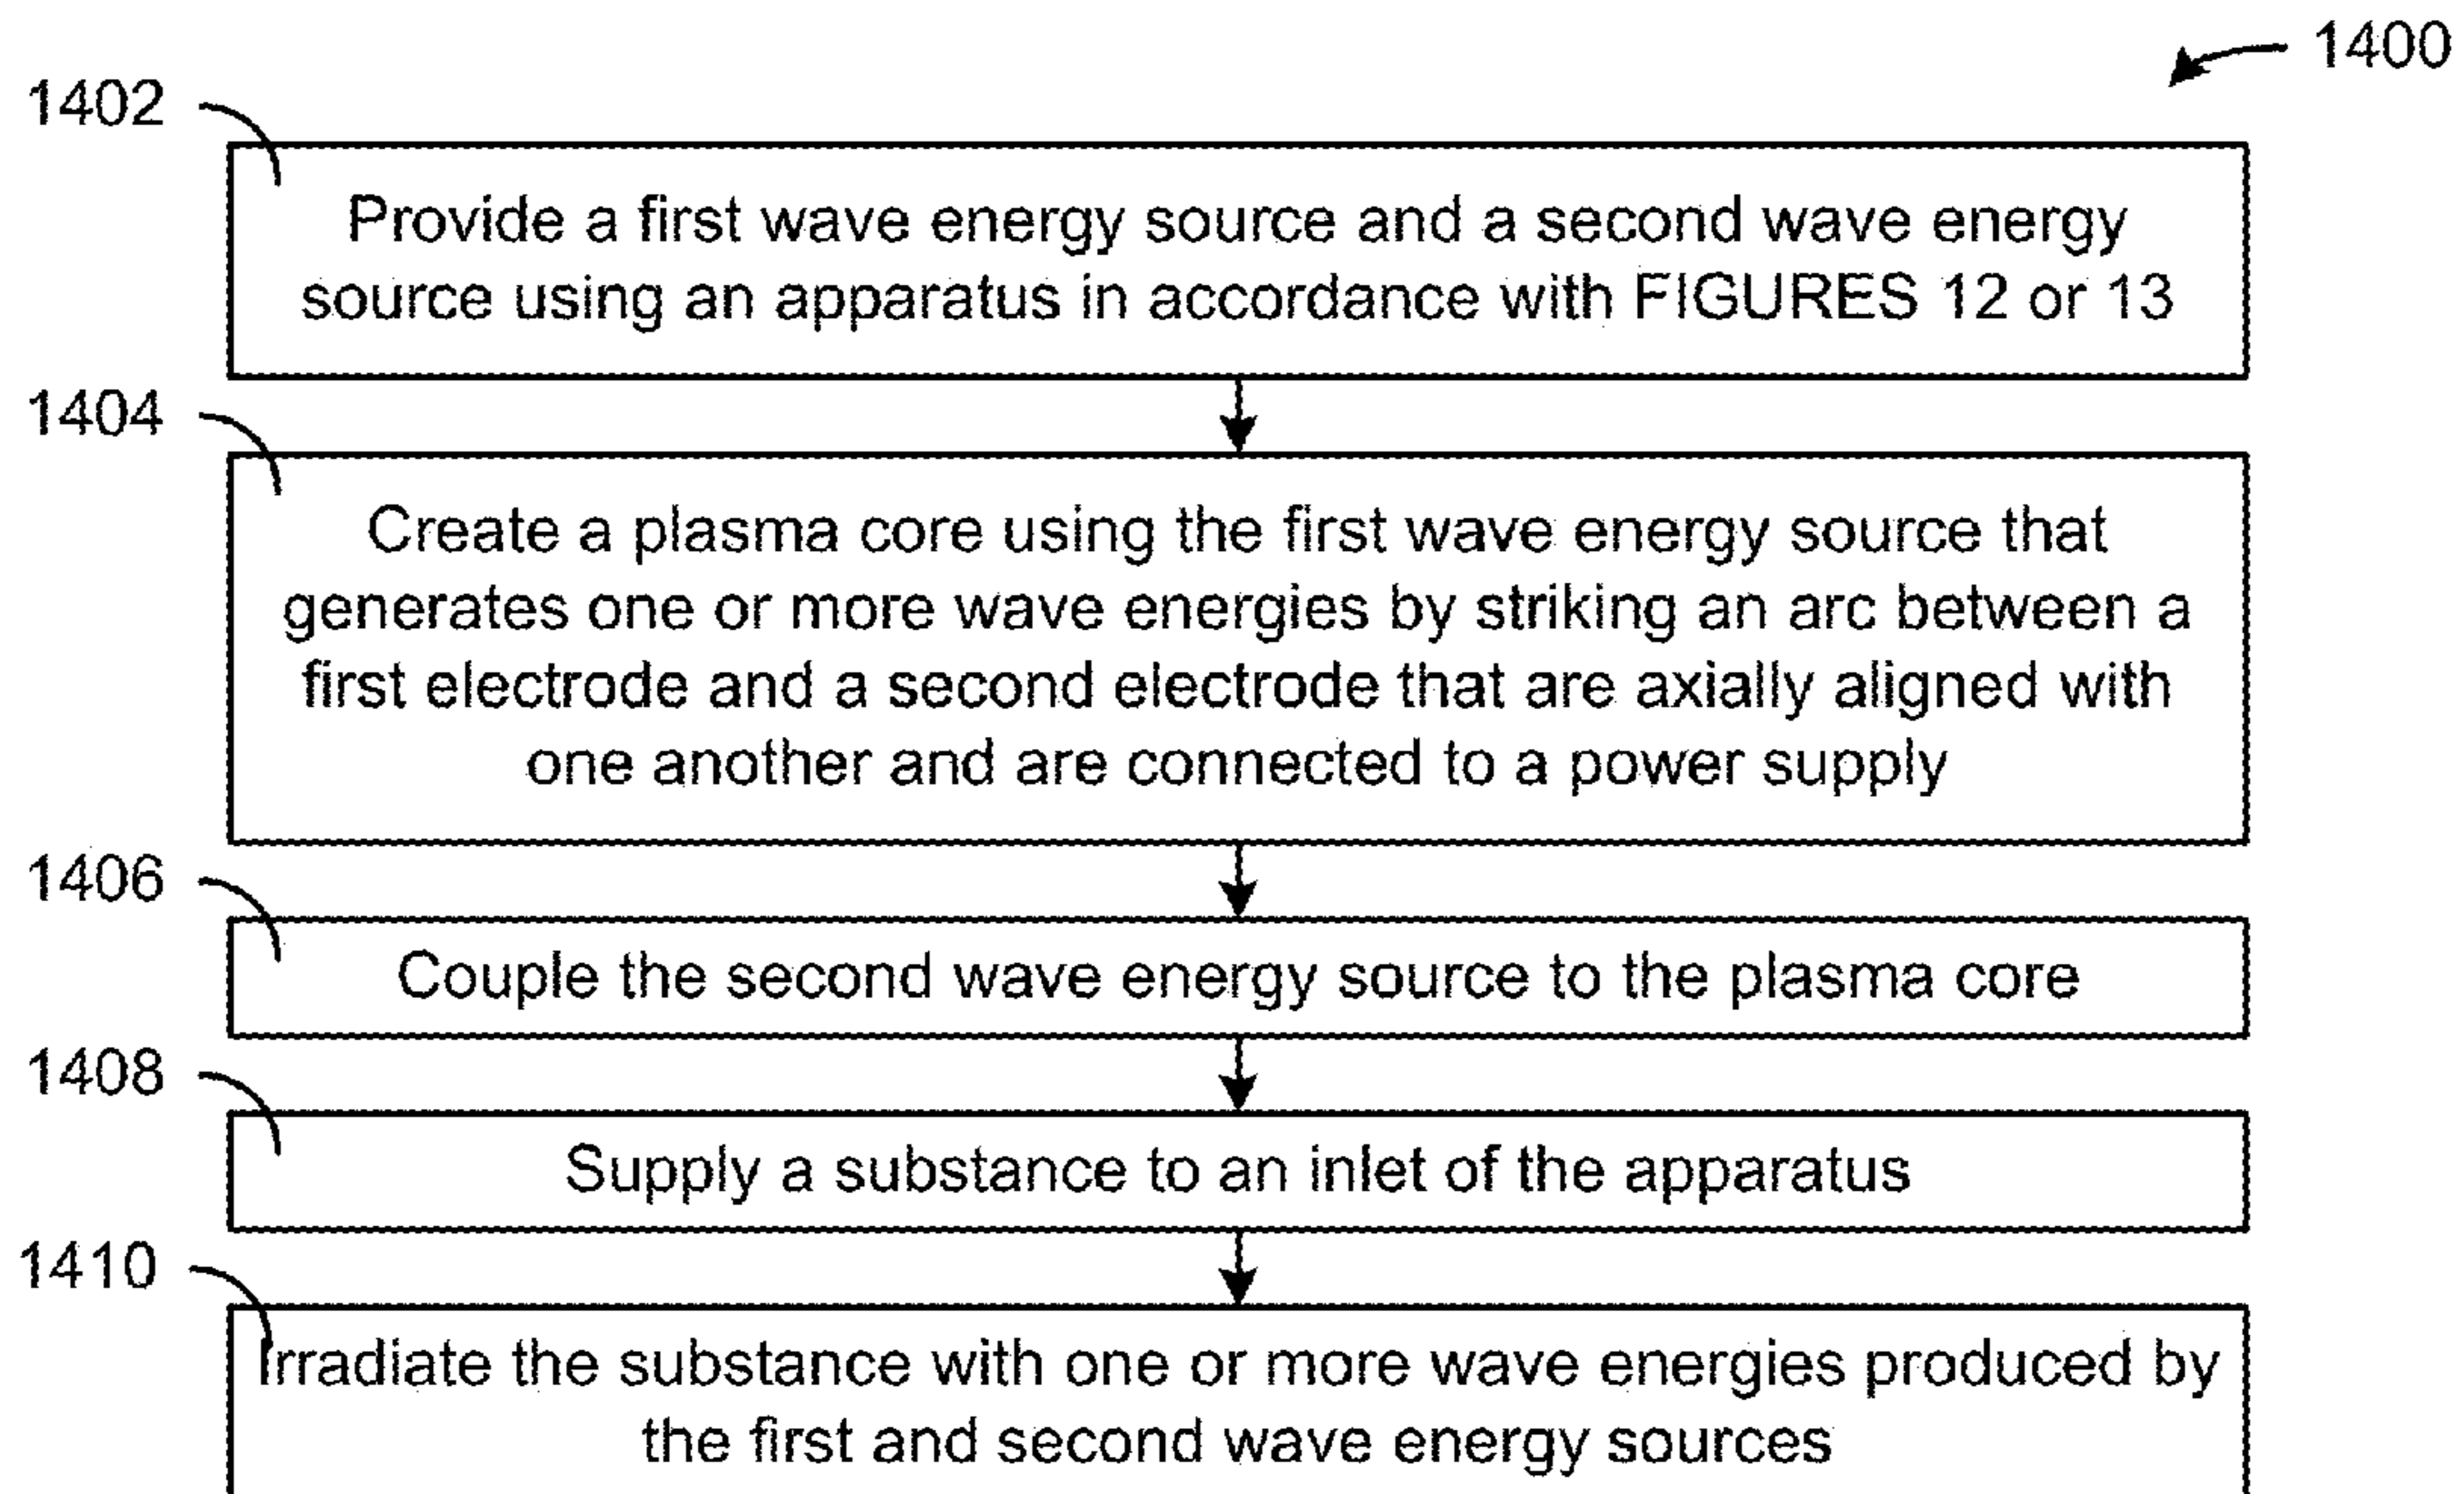 1400
1402
Provide a first wave energy source and a second wave energy
source using an apparatus in accordance with FIGURES 12 or 13
1404
Create a plasma core using the first wave energy source that
generates one or more wave energies by striking an arc between a
first electrode and a second electrode that are axially aligned with
one another and are connected to a power supply
1406
Couple the second wave energy source to the plasma core
1408
Supply a substance to an inlet of the apparatus
1410
Irradiate the substance with one or more wave energies produced by
the first and second wave energy sources